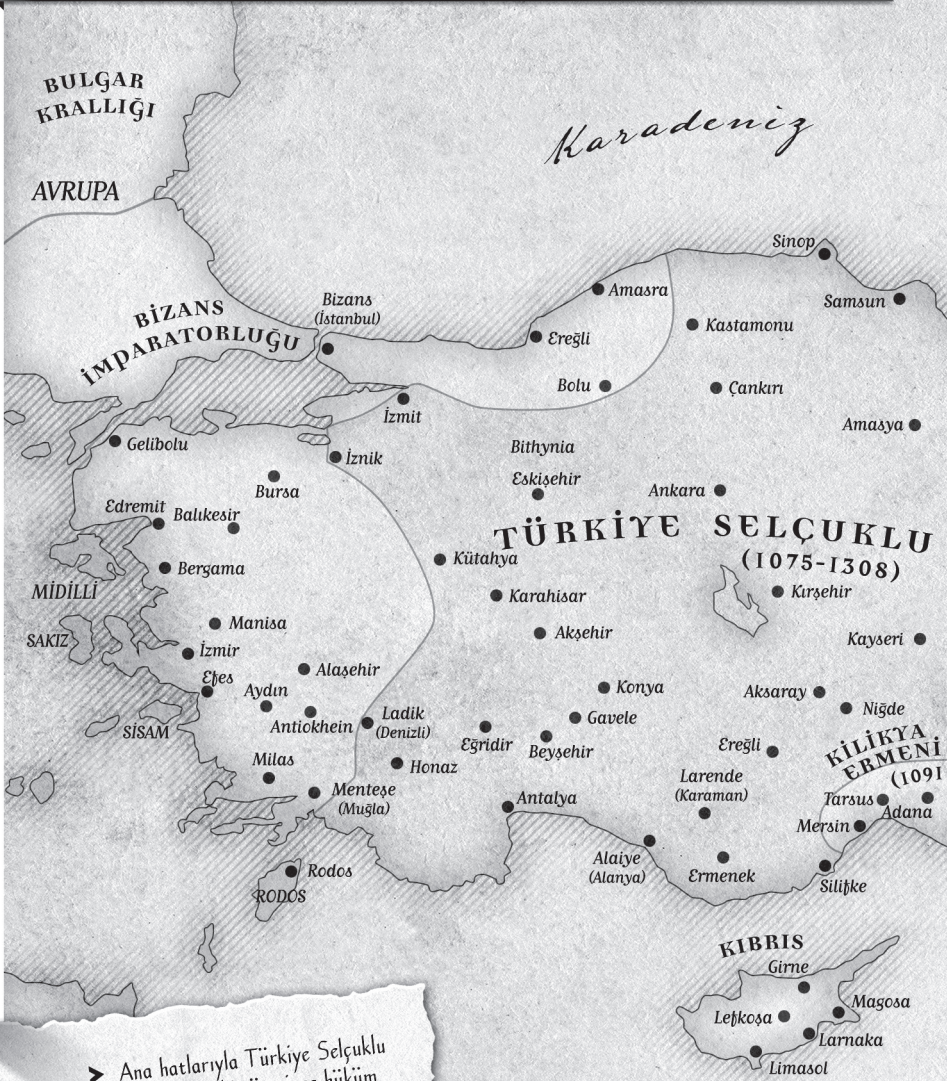 BULGAR
KRALLIĞI
Karadeniz
AVRUPA
Sinop
Amasra
Samsun
Bizans
(İstanbul)
BİZANS
İMPARATORLUĞU
Ereğli
Kastamonu
Bolu
Çankırı
İzmit
Amasya
Gelibolu
Bithynia
İznik
Eskişehir
Bursa
Ankara
Edremit
Balıkesir
TÜRKİYE SELÇUKLU
(1075-1308)
Kütahya
Bergama
MİDİLLİ
Karahisar
Kırşehir
Manisa
Akşehir
SAKIZ
Kayseri
İzmir
Alaşehir
Efes
Konya
Aydın
Aksaray
Niğde
Gavele
Ladik
(Denizli)
Antiokhein
SİSAM
Eğridir
Beyşehir
Ereğli
KİLİKYA
ERMENİ
(1091
Milas
Honaz
Larende
(Karaman)
Menteşe
(Muğla)
Antalya
Tarsus
Adana
Mersin
Alaiye
(Alanya)
Ermenek
Silifke
Rodos
RODOS
KIBRIS
Girne
Magosa
Lefkoşa
Larnaka
Limasol
Ana hatlarıyla Türkiye Selçuklu
hüküm